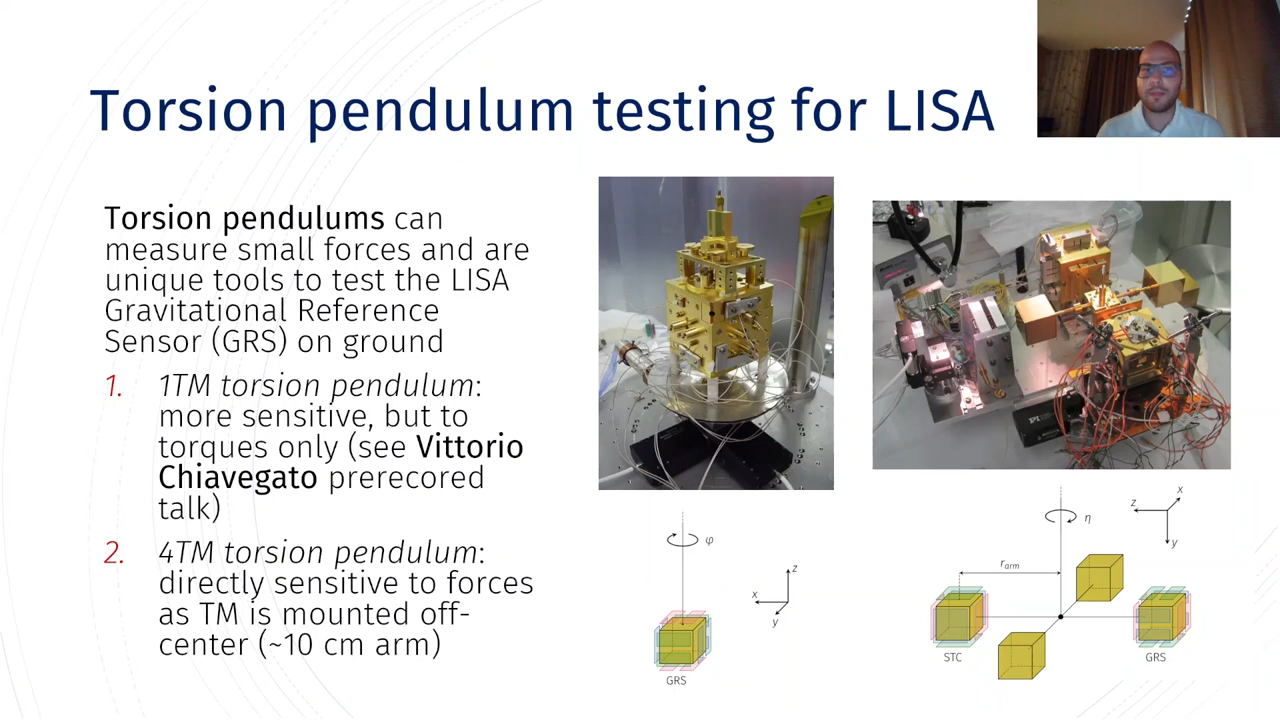 Torsion pendulum testing for LISA
Torsion pendulums can
measure small forces and are
unique tools to test the LISA
Gravitational Reference
Sensor (GRS) on ground
1. 1TM torsion pendulum:
more sensitive, but to
torques only (see Vittorio
Chiavegato prerecored
talk)
2. 4TM torsion pendulum:
directly sensitive to forces
as TM is mounted off-
center (~10 cm arm)
φ
z
x
y
GRS
η
z
x
y
r_arm
STC
GRS
PI